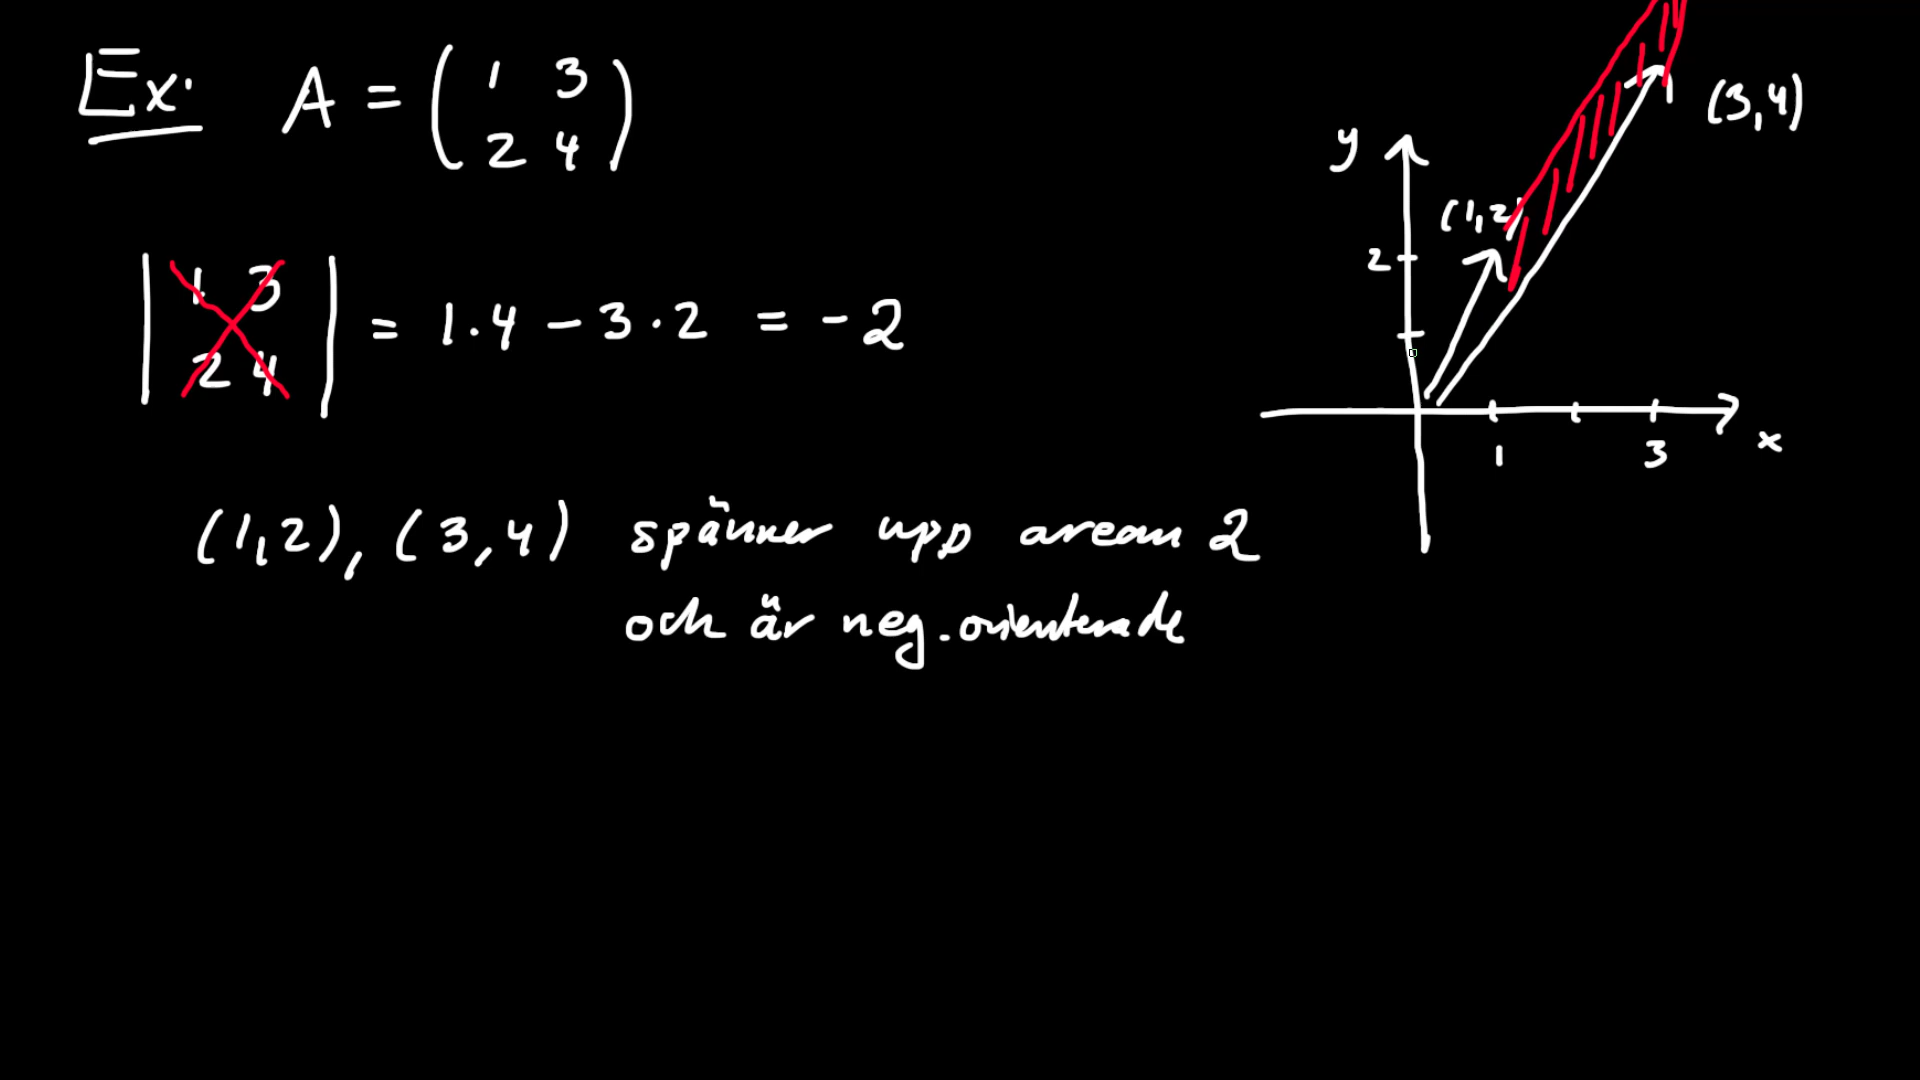 Ex: A = ( 1 3
2 4 )
| 1 3
2 4 | = 1·4 – 3·2 = -2
(1,2), (3,4) spänner upp arean 2
och är neg. orienterade
y
(3,4)
(1,2)
2
x
1 3